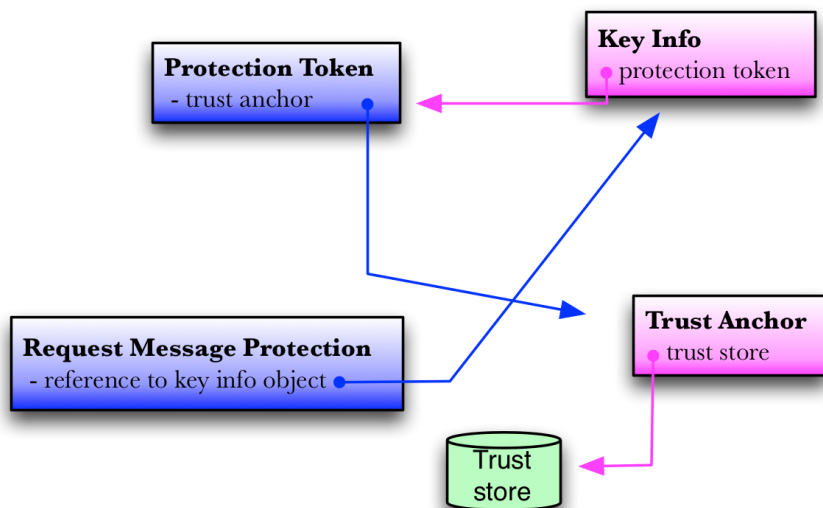 Key Info
protection token
Protection Token
- trust anchor
Request Message Protection
- reference to key info object
Trust Anchor
trust store
Trust
store